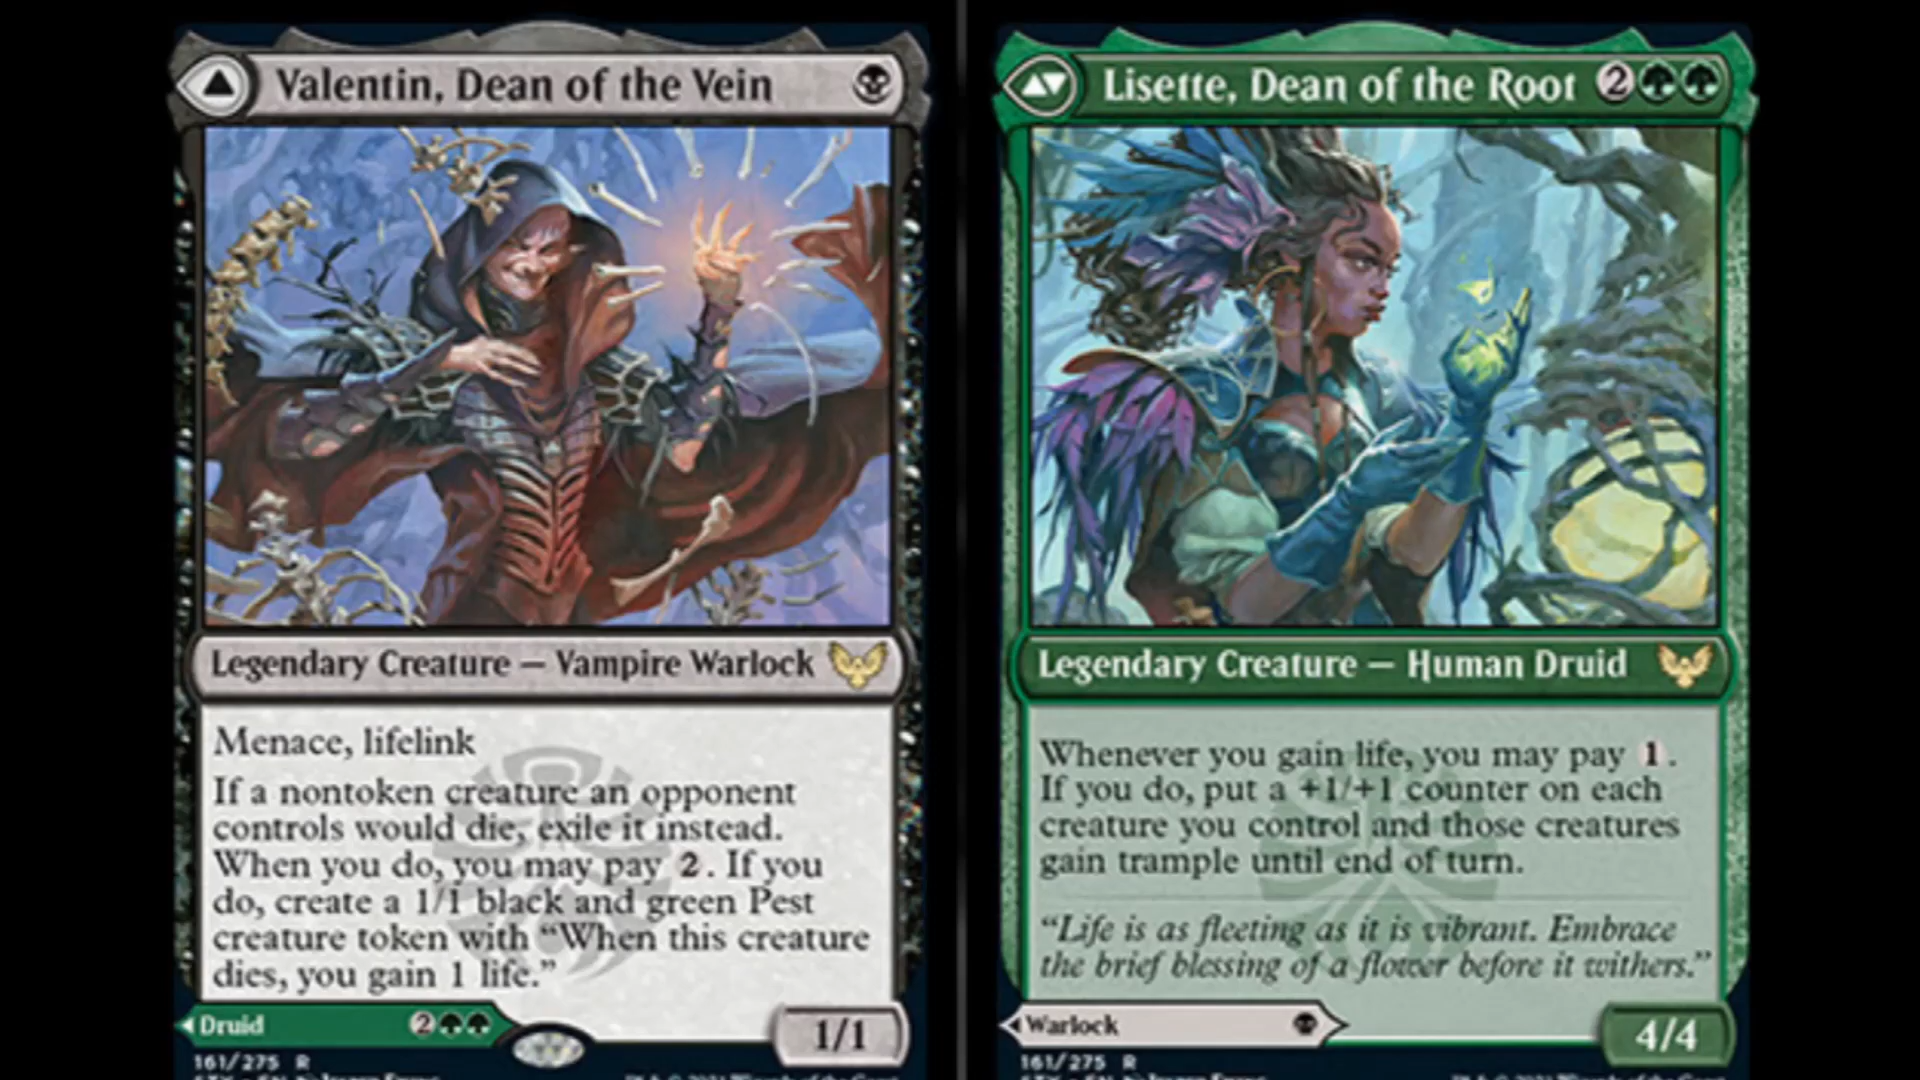 Valentin, Dean of the Vein
Legendary Creature — Vampire Warlock
Menace, lifelink
If a nontoken creature an opponent
controls would die, exile it instead.
When you do, you may pay 2. If you
do, create a 1/1 black and green Pest
creature token with “When this creature
dies, you gain 1 life.”
Druid 2
1/1
161/275 R
Lisette, Dean of the Root 2
Legendary Creature — Human Druid
Whenever you gain life, you may pay 1.
If you do, put a +1/+1 counter on each
creature you control and those creatures
gain trample until end of turn.
“Life is as fleeting as it is vibrant. Embrace
the brief blessing of a flower before it withers.”
Warlock
4/4
161/275 R